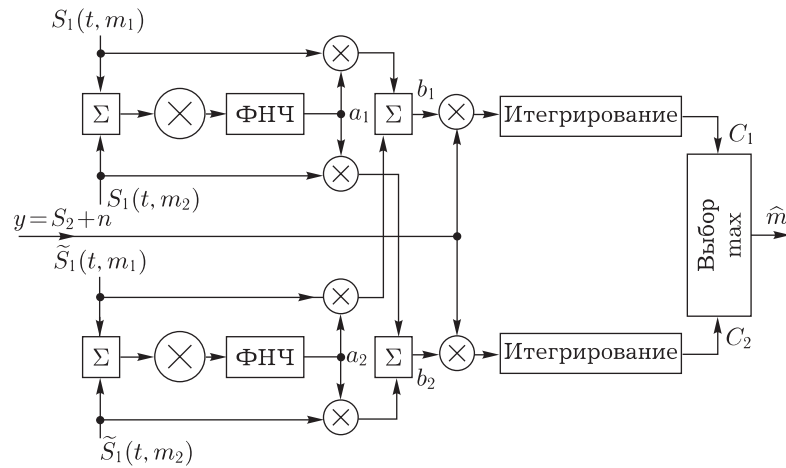 S₁(t, m₁)
Σ
ФНЧ
a₁
Σ
b₁
Итегрирование
C₁
S₁(t, m₂)
y = S₂ + n
Выбор
max
m̂
S̃₁(t, m₁)
Σ
ФНЧ
a₂
Σ
b₂
Итегрирование
C₂
S̃₁(t, m₂)